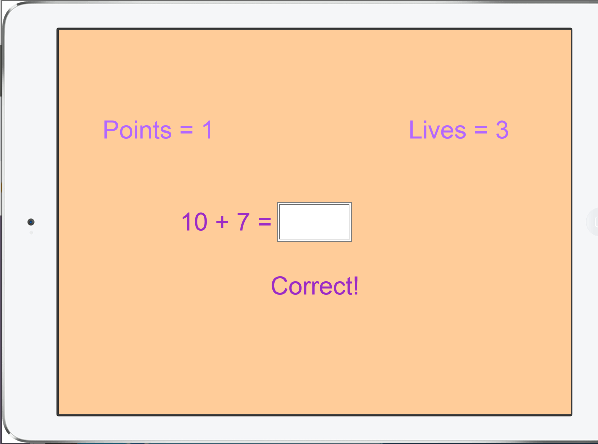 Points = 1 Lives = 3
10 + 7 =
Correct!